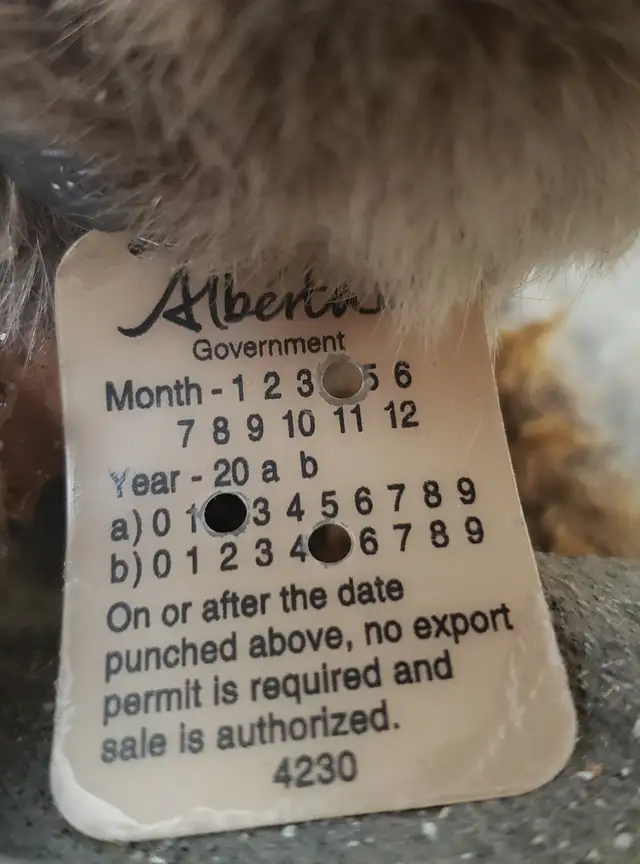 Alberta
Government
Month - 1 2 3 5 6
7 8 9 10 11 12
Year - 20 a b
a) 0 1 3 4 5 6 7 8 9
b) 0 1 2 3 4 6 7 8 9
On or after the date
punched above, no export
permit is required and
sale is authorized.
4230